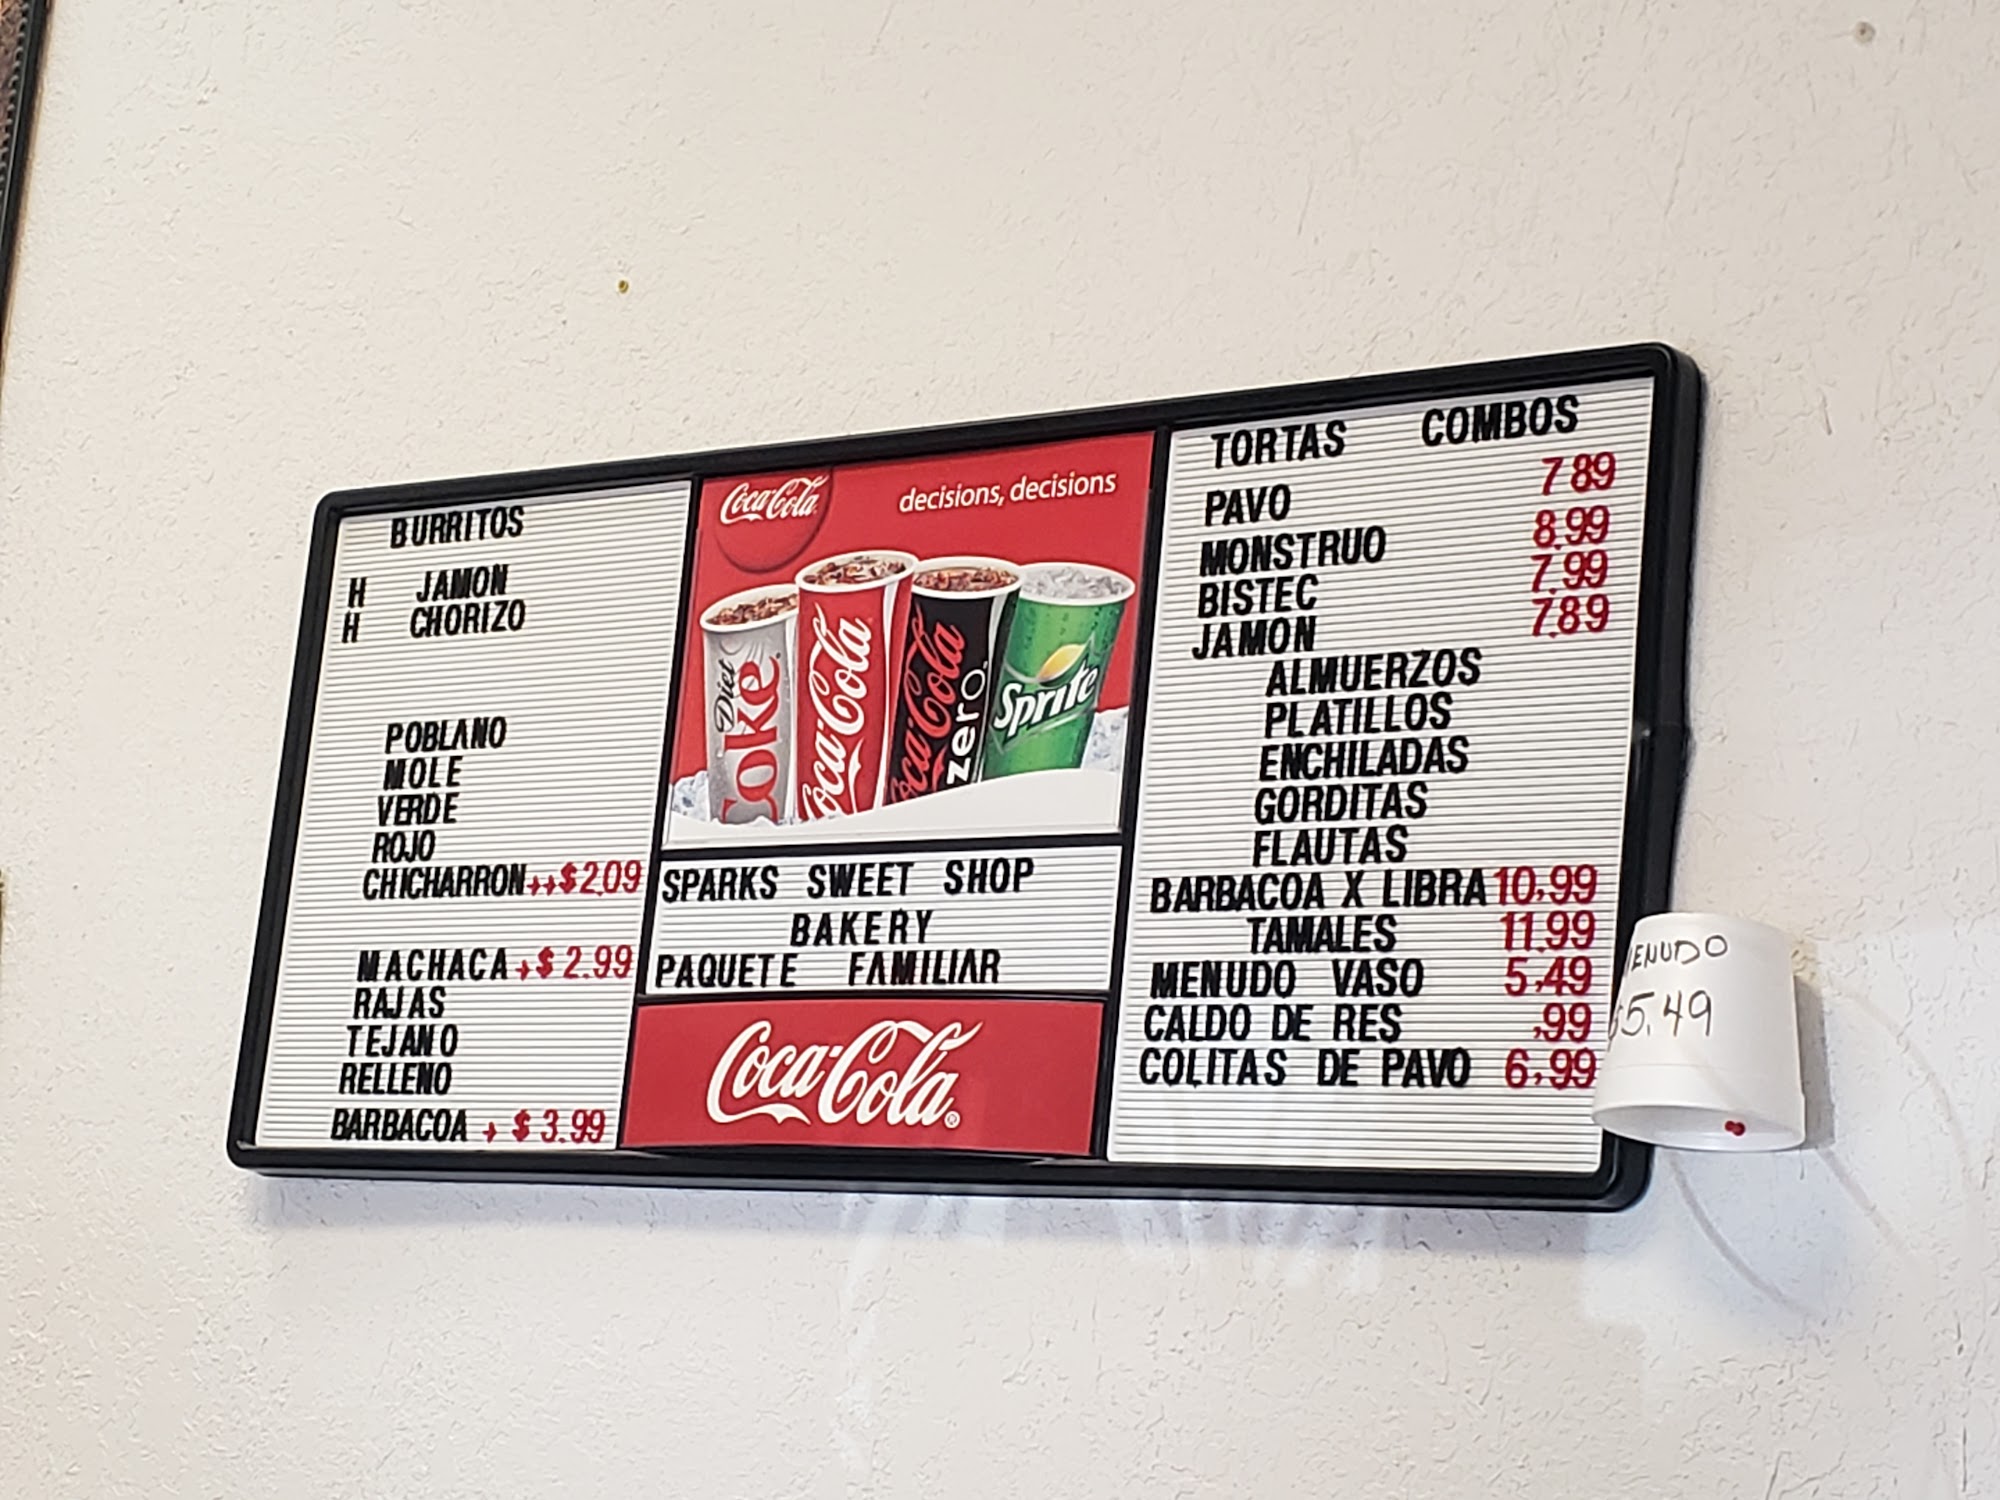 BURRITOS
H JAMON
H CHORIZO
POBLANO
MOLE
VERDE
ROJO
CHICHARRON→→$2.09
MACHACA→$2.99
RAJAS
TEJANO
RELLENO
BARBACOA → $3.99
Coca-Cola
decisions, decisions
Diet Coke
Coca-Cola
Coca-Cola zero
Sprite
SPARKS SWEET SHOP
BAKERY
PAQUETE FAMILIAR
Coca-Cola®
TORTAS COMBOS
PAVO 7 89
MONSTRUO 8.99
BISTEC 7.99
JAMON 7.89
ALMUERZOS
PLATILLOS
ENCHILADAS
GORDITAS
FLAUTAS
BARBACOA X LIBRA 10,99
TAMALES 11.99
MENUDO VASO 5.49
CALDO DE RES ,99
COLITAS DE PAVO 6,99
MENUDO
$5.49